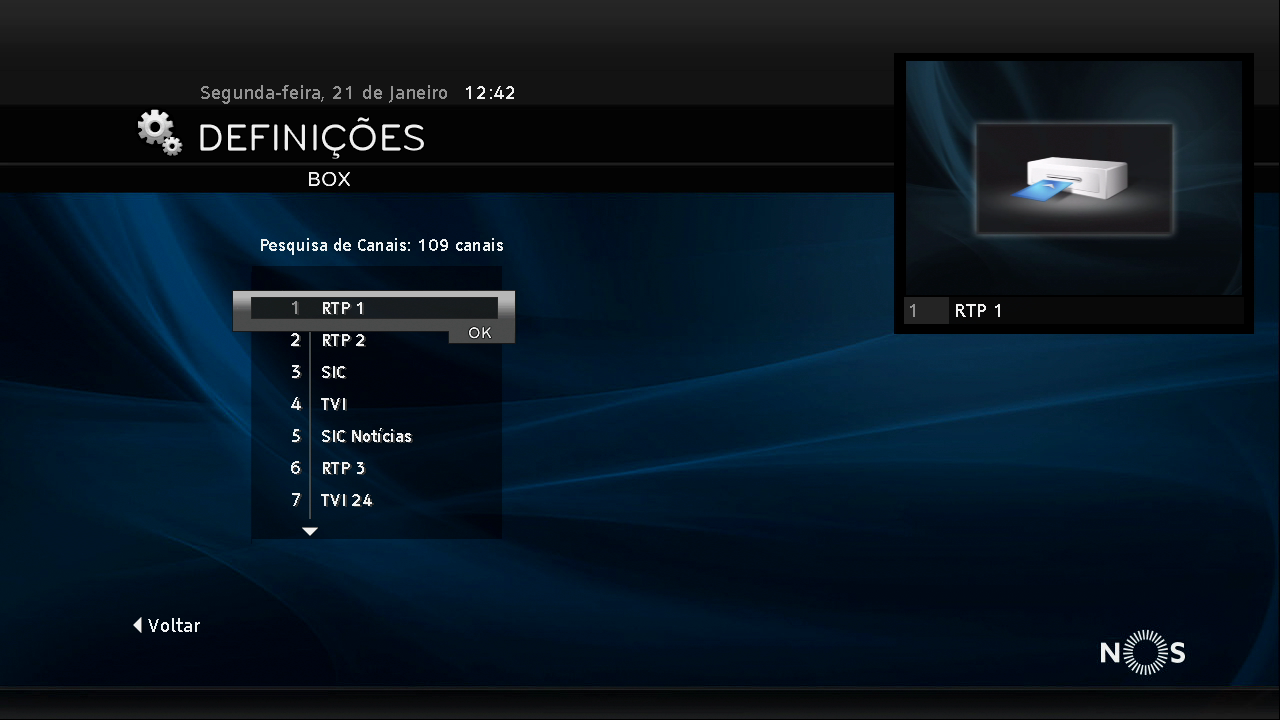 Segunda-feira, 21 de Janeiro 12:42
DEFINIÇÕES
BOX
Pesquisa de Canais: 109 canais
1 RTP 1
OK
2 RTP 2
3 SIC
4 TVI
5 SIC Notícias
6 RTP 3
7 TVI 24
1 RTP 1
Voltar
NOS